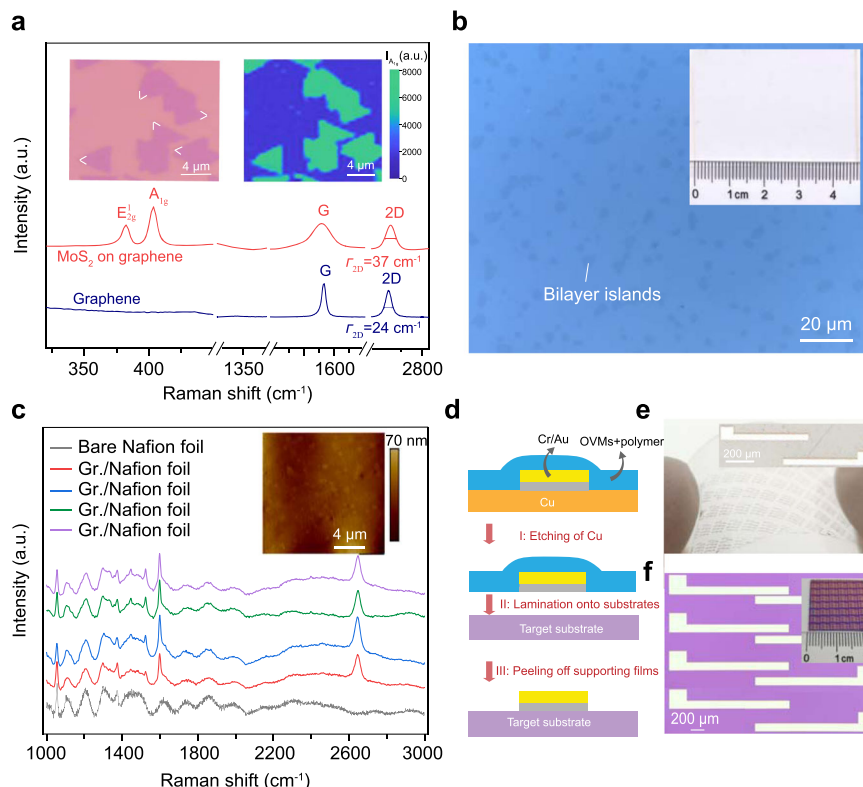 a
I_A1g (a.u.)
8000
6000
4000
2000
0
4 μm
4 μm
Intensity (a.u.)
E¹2g
A1g
G
2D
MoS2 on graphene
Γ2D=37 cm⁻¹
G
2D
Graphene
Γ2D=24 cm⁻¹
350
400
1350
1600
2800
Raman shift (cm⁻¹)
b
0
1cm
2
3
4
Bilayer islands
20 μm
c
Bare Nafion foil
Gr./Nafion foil
Gr./Nafion foil
Gr./Nafion foil
Gr./Nafion foil
70 nm
4 μm
Intensity (a.u.)
1000
1400
1800
2200
2600
3000
Raman shift (cm⁻¹)
d
Cr/Au
OVMs+polymer
Cu
I: Etching of Cu
II: Lamination onto substrates
Target substrate
III: Peeling off supporting films
Target substrate
e
200 μm
f
0
1cm
200 μm